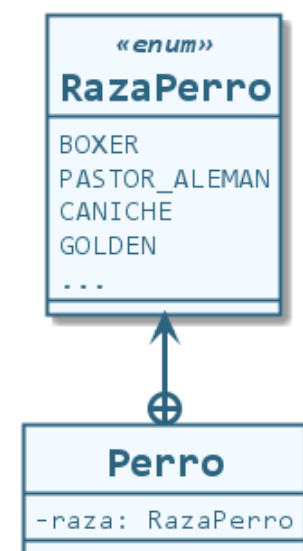 «enum»
RazaPerro
BOXER
PASTOR_ALEMAN
CANICHE
GOLDEN
...
Perro
-raza: RazaPerro